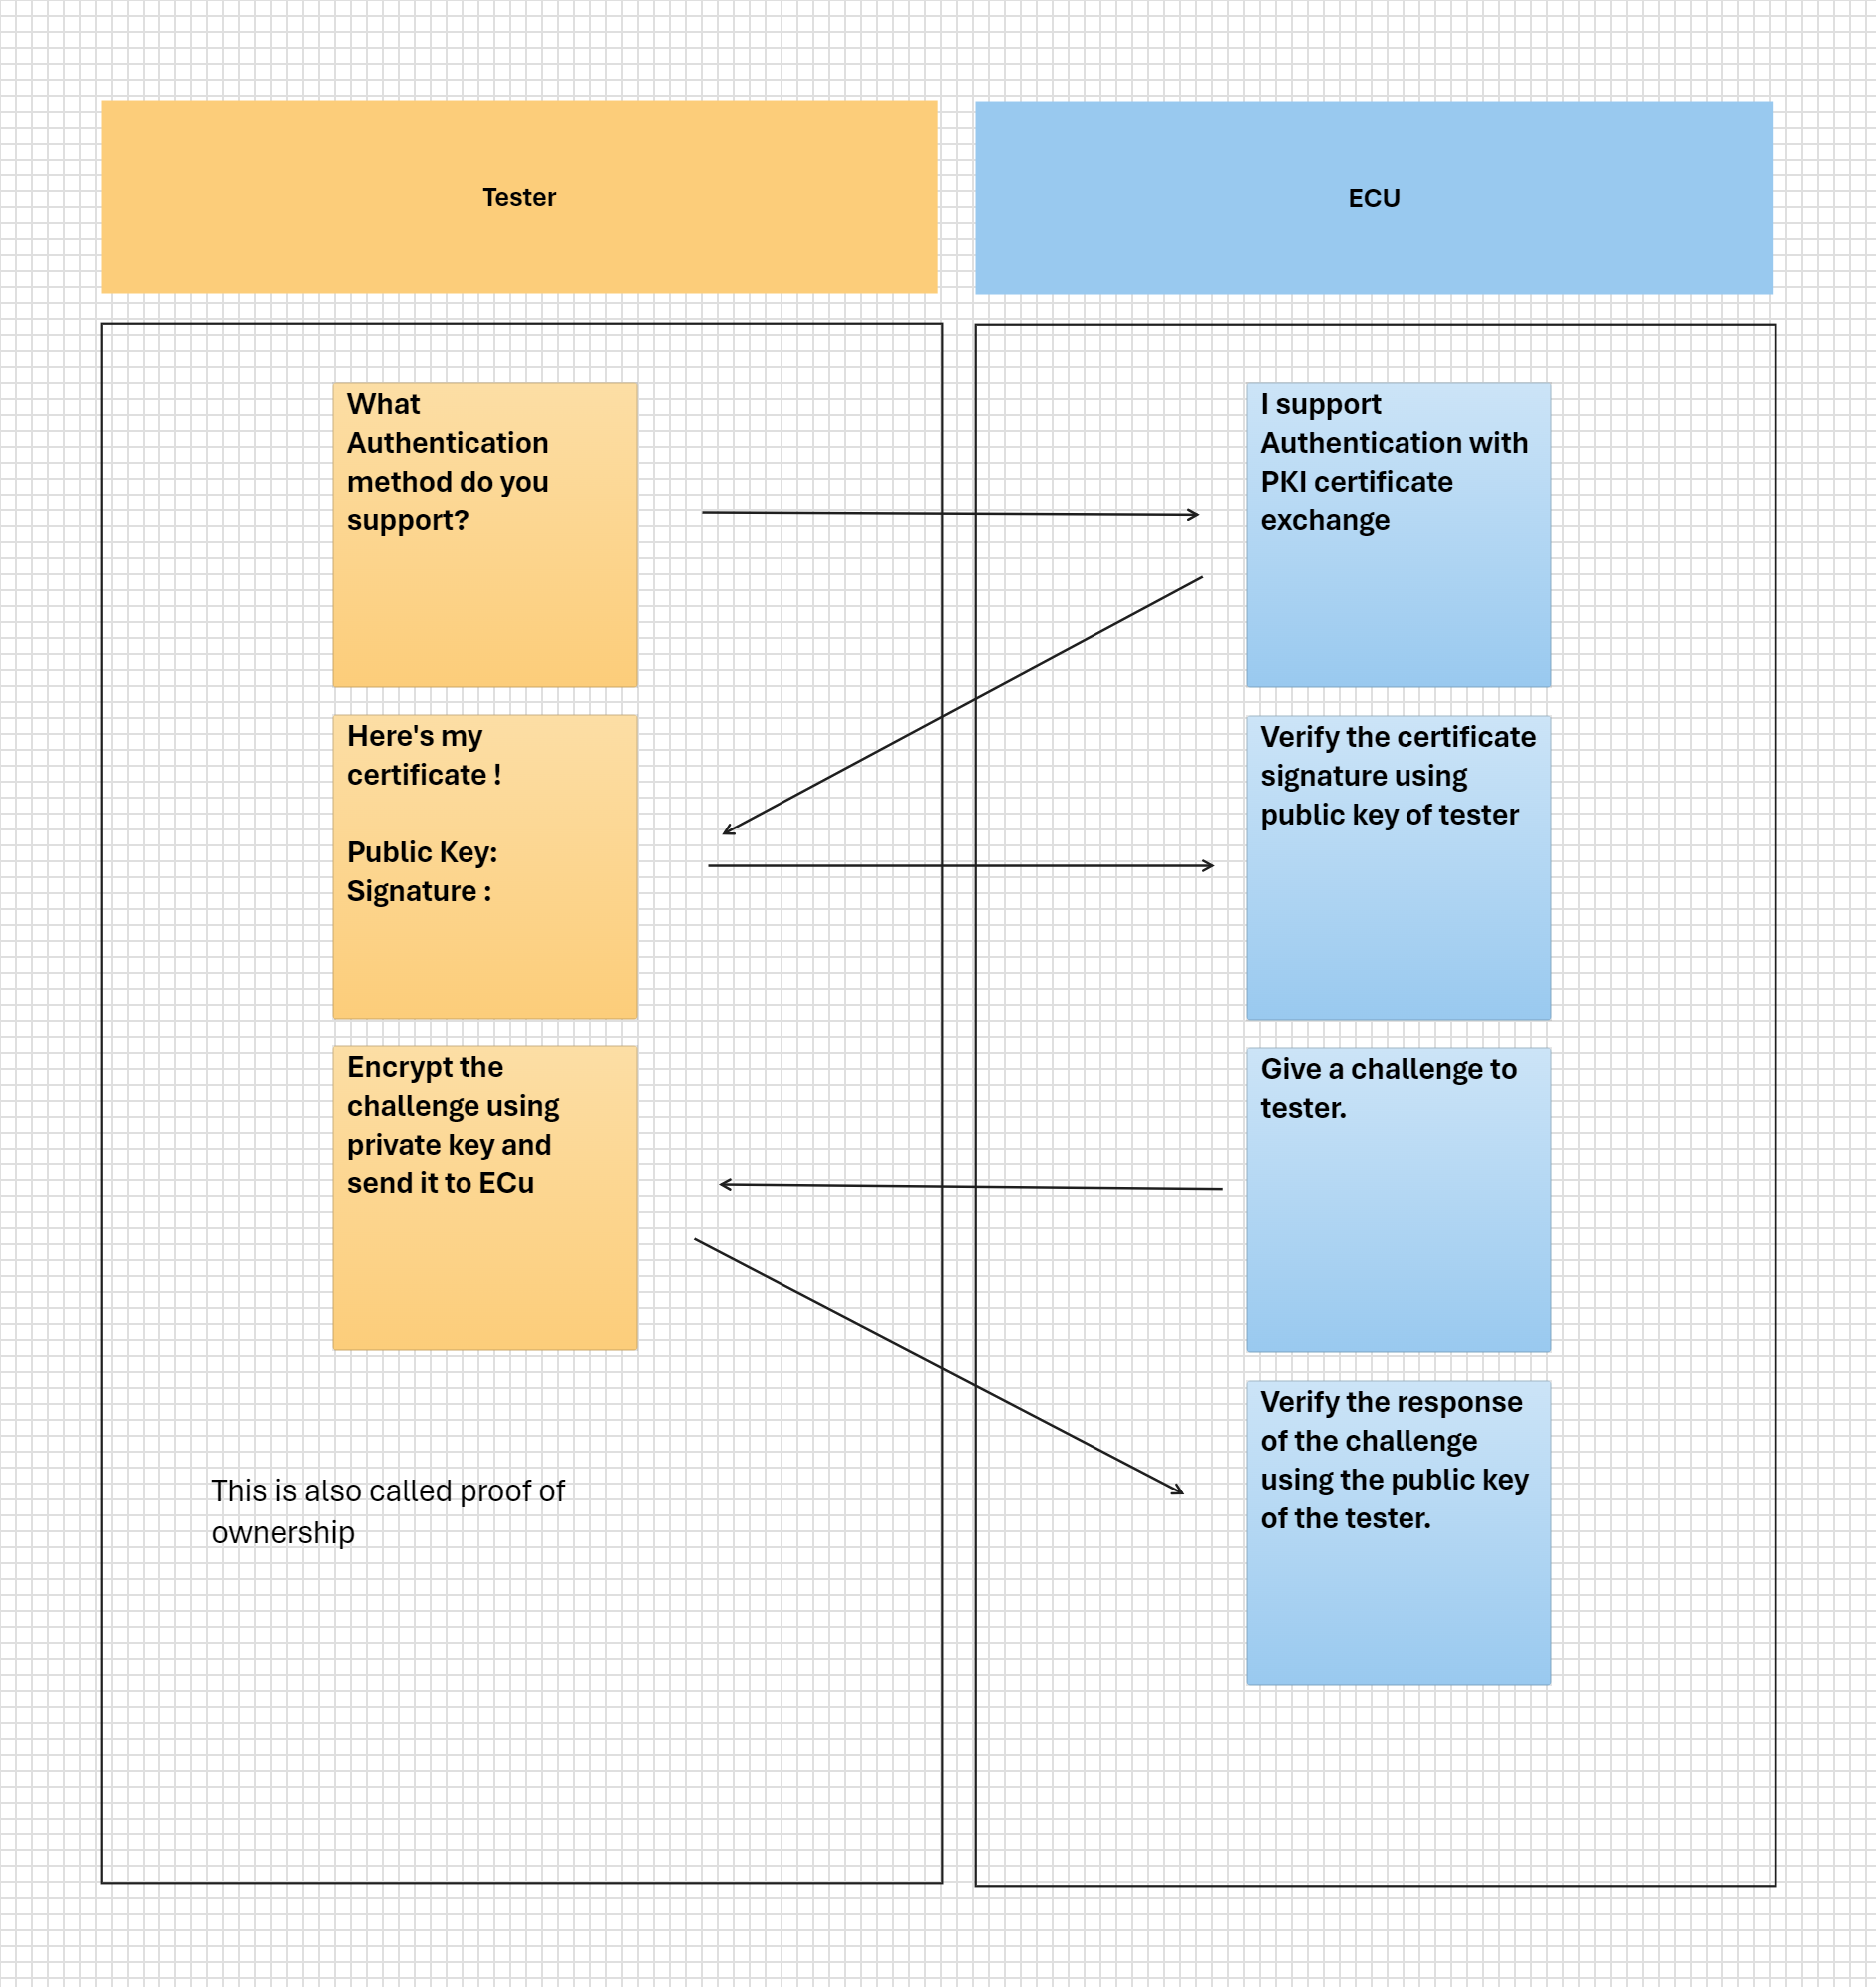 Tester
ECU
What
Authentication
method do you
support?
I support
Authentication with
PKI certificate
exchange
Here's my
certificate !
Public Key:
Signature :
Verify the certificate
signature using
public key of tester
Encrypt the
challenge using
private key and
send it to ECu
Give a challenge to
tester.
Verify the response
of the challenge
using the public key
of the tester.
This is also called proof of
ownership